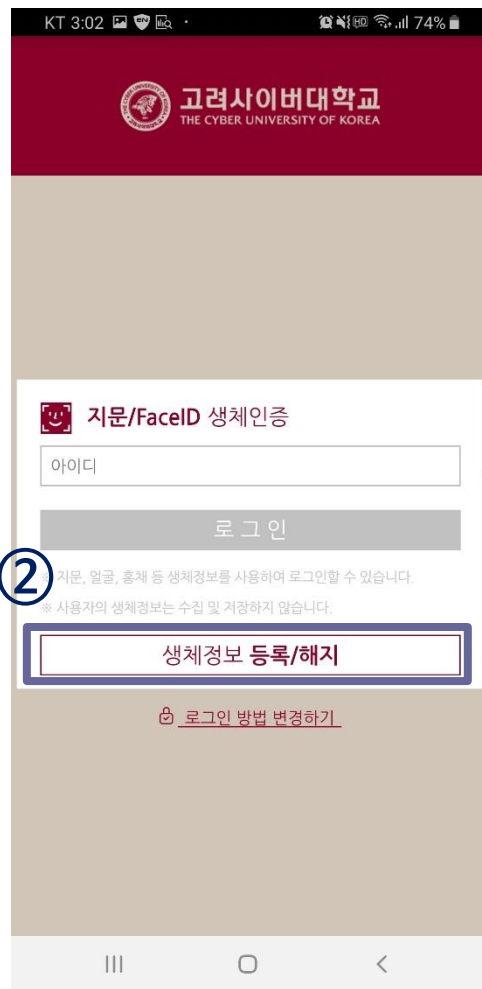 KT 3:02 74%
고려사이버대학교
THE CYBER UNIVERSITY OF KOREA
지문/FaceID 생체인증
아이디
로그인
②
※ 지문, 얼굴, 홍채 등 생체정보를 사용하여 로그인할 수 있습니다.
※ 사용자의 생체정보는 수집 및 저장하지 않습니다.
생체정보 등록/해지
로그인 방법 변경하기